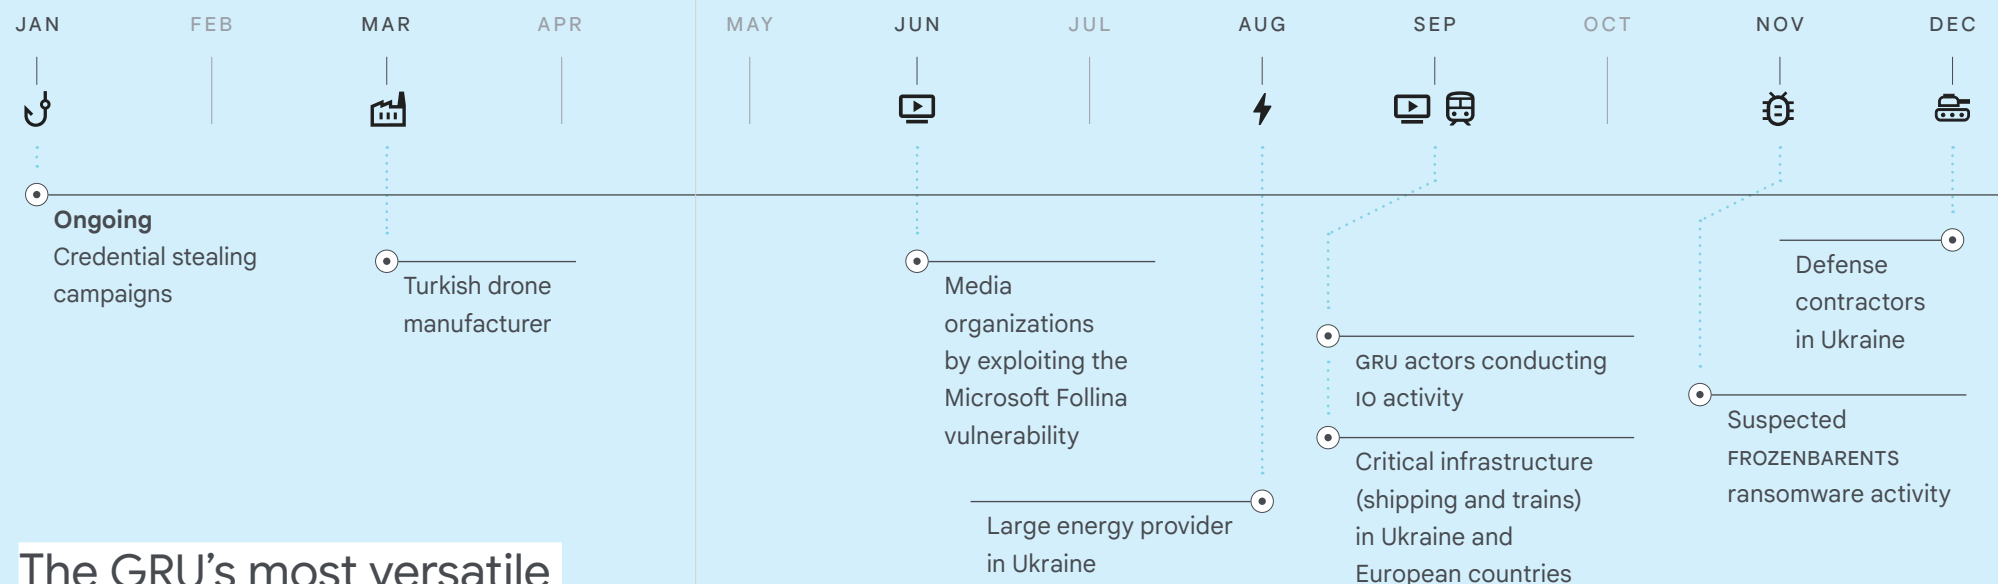 JAN FEB MAR APR MAY JUN JUL AUG SEP OCT NOV DEC
Ongoing
Credential stealing
campaigns
Turkish drone
manufacturer
Media
organizations
by exploiting the
Microsoft Follina
vulnerability
Large energy provider
in Ukraine
GRU actors conducting
IO activity
Critical infrastructure
(shipping and trains)
in Ukraine and
European countries
Suspected
FROZENBARENTS
ransomware activity
Defense
contractors
in Ukraine
The GRU’s most versatile